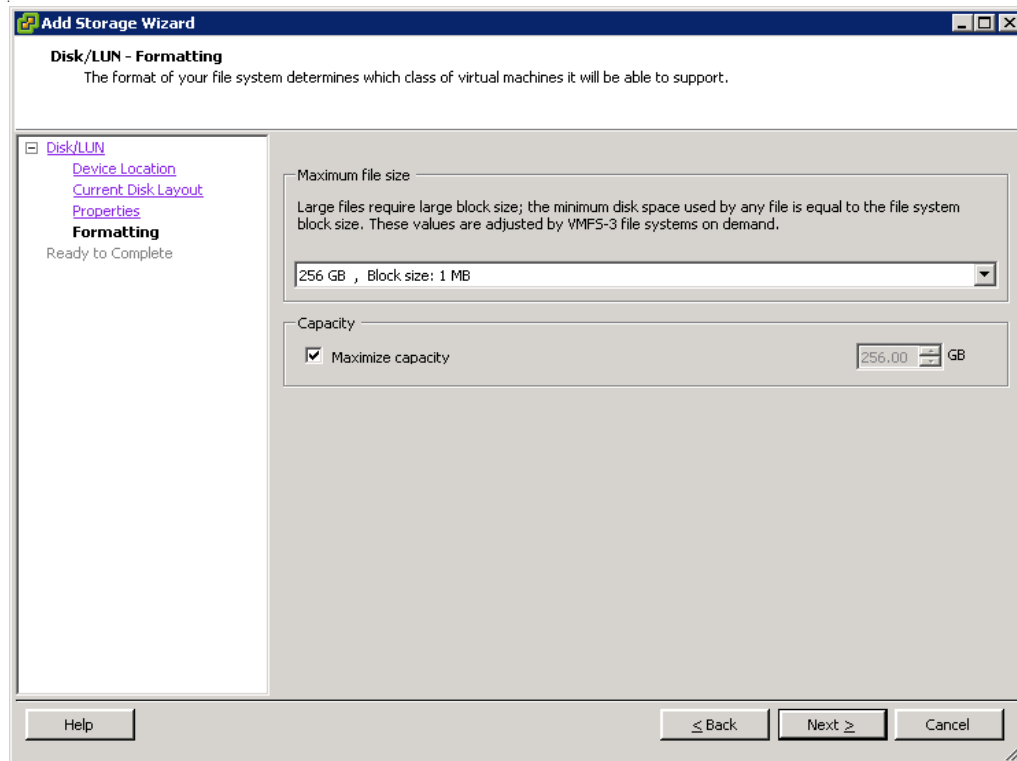 Add Storage Wizard
Disk/LUN - Formatting
The format of your file system determines which class of virtual machines it will be able to support.
Disk/LUN
Device Location
Current Disk Layout
Properties
Formatting
Ready to Complete
Maximum file size
Large files require large block size; the minimum disk space used by any file is equal to the file system
block size. These values are adjusted by VMFS-3 file systems on demand.
256 GB , Block size: 1 MB
Capacity
Maximize capacity
256.00 GB
Help
≤ Back
Next ≥
Cancel